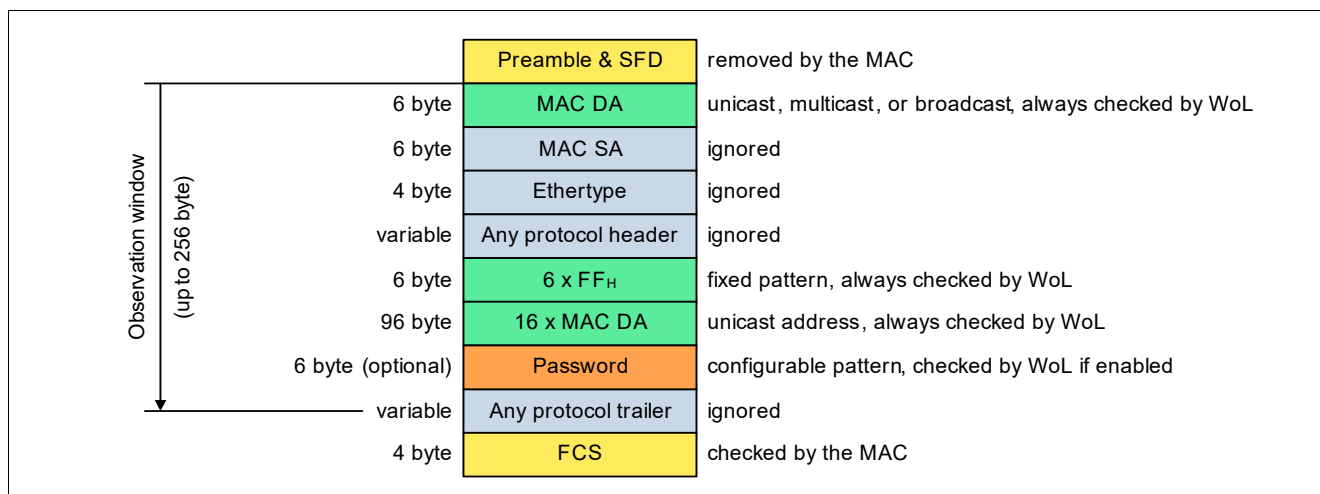 Preamble & SFD removed by the MAC
6 byte MAC DA unicast, multicast, or broadcast, always checked by WoL
6 byte MAC SA ignored
4 byte Ethertype ignored
variable Any protocol header ignored
6 byte 6 x FFH fixed pattern, always checked by WoL
96 byte 16 x MAC DA unicast address, always checked by WoL
6 byte (optional) Password configurable pattern, checked by WoL if enabled
variable Any protocol trailer ignored
4 byte FCS checked by the MAC
Observation window
(up to 256 byte)